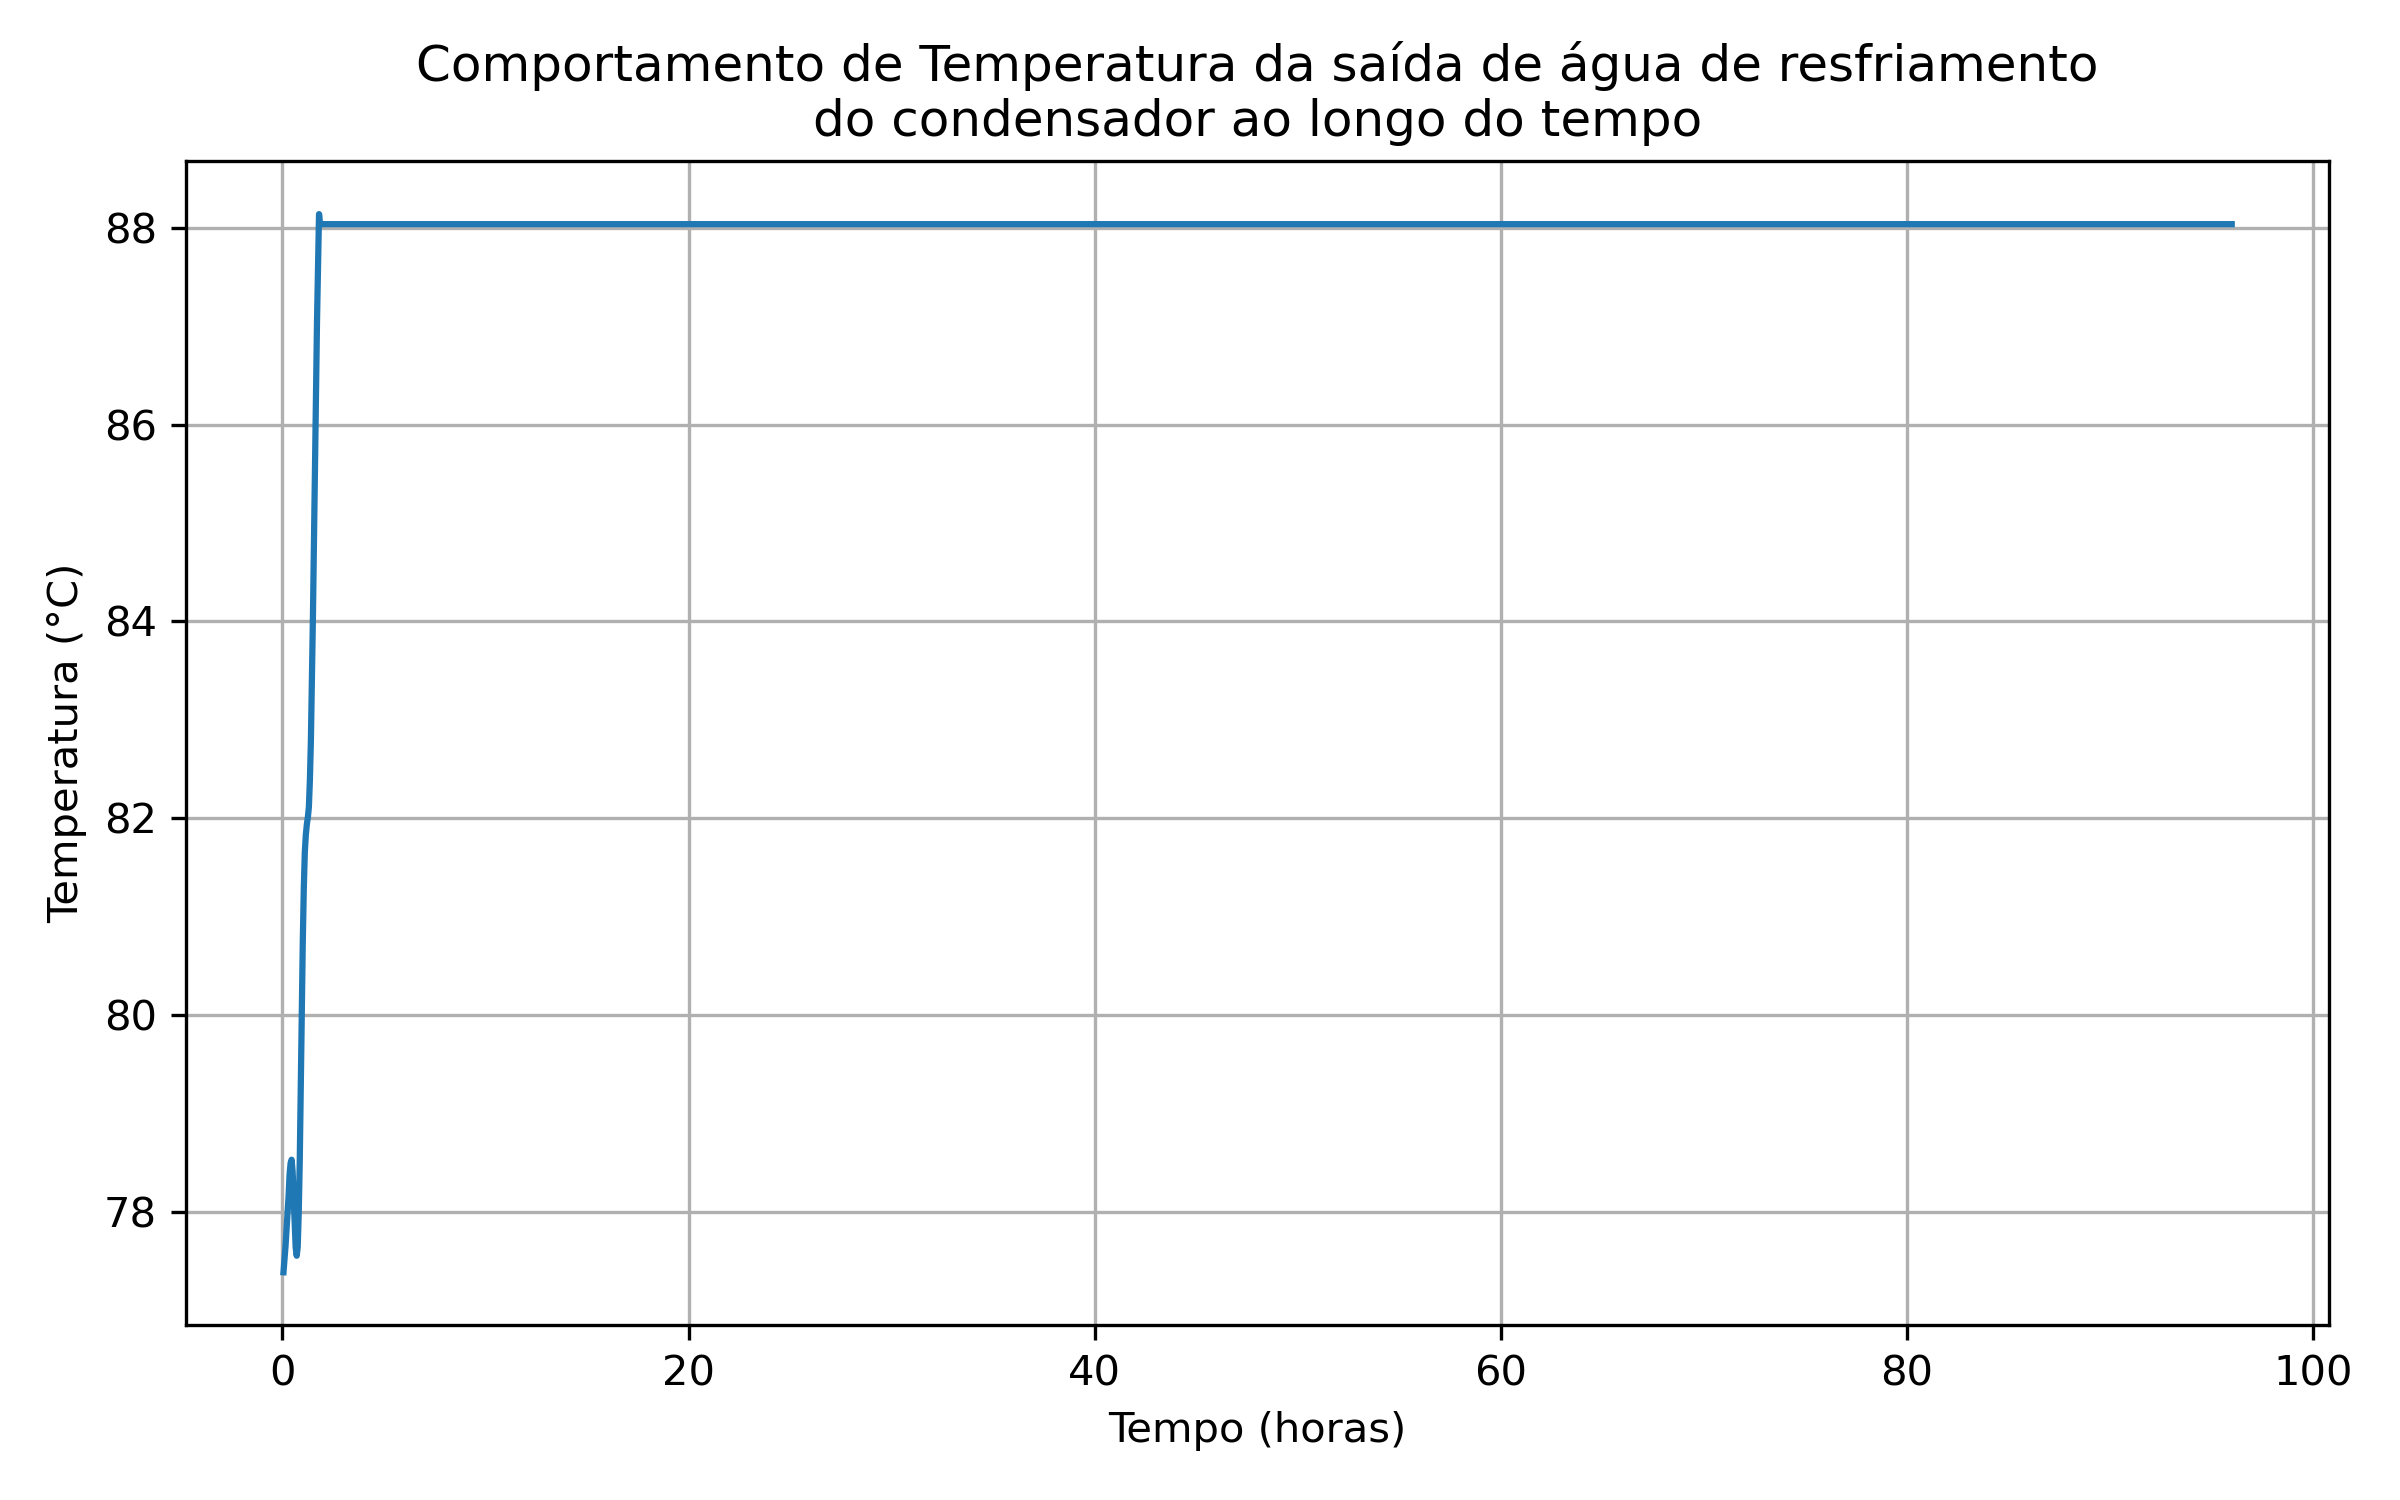 Comportamento de Temperatura da saída de água de resfriamento
do condensador ao longo do tempo
88
86
84
82
80
78
Temperatura (°C)
0 20 40 60 80 100
Tempo (horas)